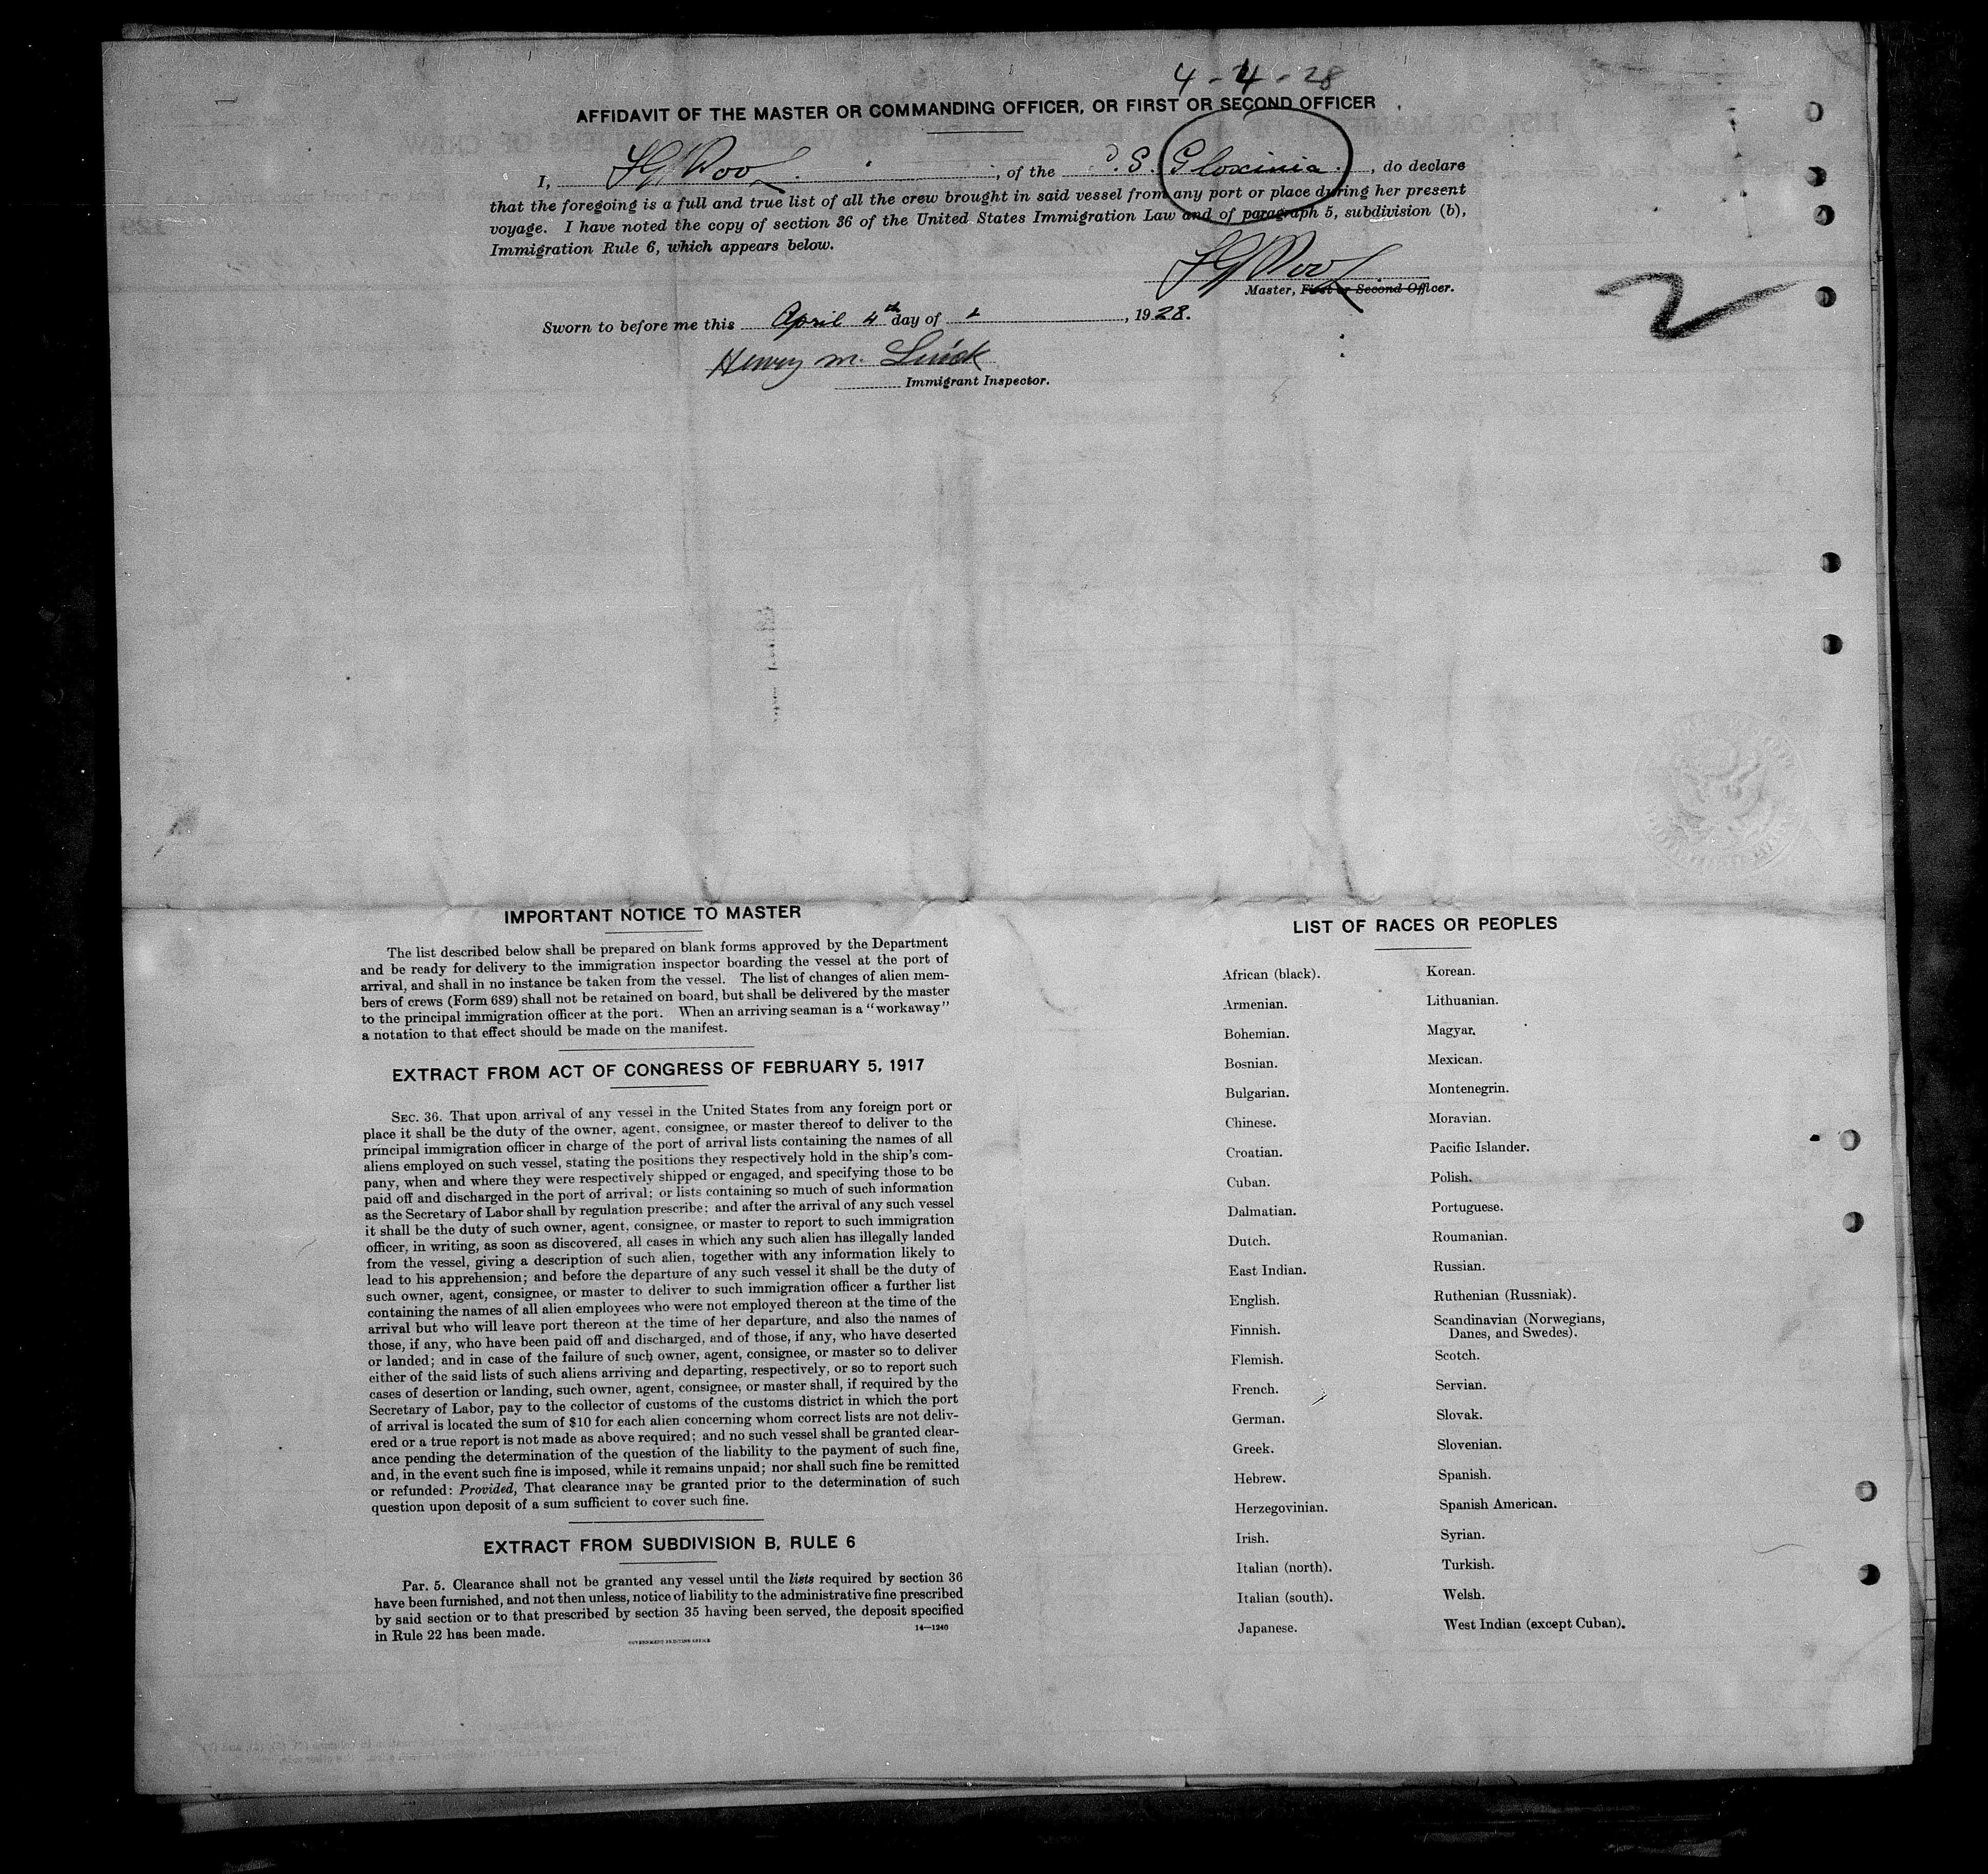 4-4-28
AFFIDAVIT OF THE MASTER OR COMMANDING OFFICER, OR FIRST OR SECOND OFFICER
I, , of the S. Gloxinia., do declare
that the foregoing is a full and true list of all the crew brought in said vessel from any port or place during her present
voyage. I have noted the copy of section 36 of the United States Immigration Law and of paragraph 5, subdivision (b),
Immigration Rule 6, which appears below.
Master, First or Second Officer.
2
Sworn to before me this April 4th day of , 1928.
Henry M.
Immigrant Inspector.
IMPORTANT NOTICE TO MASTER
The list described below shall be prepared on blank forms approved by the Department
and be ready for delivery to the immigration inspector boarding the vessel at the port of
arrival, and shall in no instance be taken from the vessel. The list of changes of alien mem-
bers of crews (Form 689) shall not be retained on board, but shall be delivered by the master
to the principal immigration officer at the port. When an arriving seaman is a "workaway"
a notation to that effect should be made on the manifest.
EXTRACT FROM ACT OF CONGRESS OF FEBRUARY 5, 1917
SEC. 36. That upon arrival of any vessel in the United States from any foreign port or
place it shall be the duty of the owner, agent, consignee, or master thereof to deliver to the
principal immigration officer in charge of the port of arrival lists containing the names of all
aliens employed on such vessel, stating the positions they respectively hold in the ship's com-
pany, when and where they were respectively shipped or engaged, and specifying those to be
paid off and discharged in the port of arrival; or lists containing so much of such information
as the Secretary of Labor shall by regulation prescribe; and after the arrival of any such vessel
it shall be the duty of such owner, agent, consignee, or master to report to such immigration
officer, in writing, as soon as discovered, all cases in which any such alien has illegally landed
from the vessel, giving a description of such alien, together with any information likely to
lead to his apprehension; and before the departure of any such vessel it shall be the duty of
such owner, agent, consignee, or master to deliver to such immigration officer a further list
containing the names of all alien employees who were not employed thereon at the time of the
arrival but who will leave port thereon at the time of her departure, and also the names of
those, if any, who have been paid off and discharged, and of those, if any, who have deserted
or landed; and in case of the failure of such owner, agent, consignee, or master so to deliver
either of the said lists of such aliens arriving and departing, respectively, or so to report such
cases of desertion or landing, such owner, agent, consignee, or master shall, if required by the
Secretary of Labor, pay to the collector of customs of the customs district in which the port
of arrival is located the sum of $10 for each alien concerning whom correct lists are not deliv-
ered or a true report is not made as above required; and no such vessel shall be granted clear-
ance pending the determination of the question of the liability to the payment of such fine,
and, in the event such fine is imposed, while it remains unpaid; nor shall such fine be remitted
or refunded: Provided, That clearance may be granted prior to the determination of such
question upon deposit of a sum sufficient to cover such fine.
EXTRACT FROM SUBDIVISION B, RULE 6
Par. 5. Clearance shall not be granted any vessel until the lists required by section 36
have been furnished, and not then unless, notice of liability to the administrative fine prescribed
by said section or to that prescribed by section 35 having been served, the deposit specified
in Rule 22 has been made.
14—1240
GOVERNMENT PRINTING OFFICE
LIST OF RACES OR PEOPLES
African (black).
Armenian.
Bohemian.
Bosnian.
Bulgarian.
Chinese.
Croatian.
Cuban.
Dalmatian.
Dutch.
East Indian.
English.
Finnish.
Flemish.
French.
German.
Greek.
Hebrew.
Herzegovinian.
Irish.
Italian (north).
Italian (south).
Japanese.
Korean.
Lithuanian.
Magyar.
Mexican.
Montenegrin.
Moravian.
Pacific Islander.
Polish.
Portuguese.
Roumanian.
Russian.
Ruthenian (Russniak).
Scandinavian (Norwegians,
Danes, and Swedes).
Scotch.
Servian.
Slovak.
Slovenian.
Spanish.
Spanish American.
Syrian.
Turkish.
Welsh.
West Indian (except Cuban).